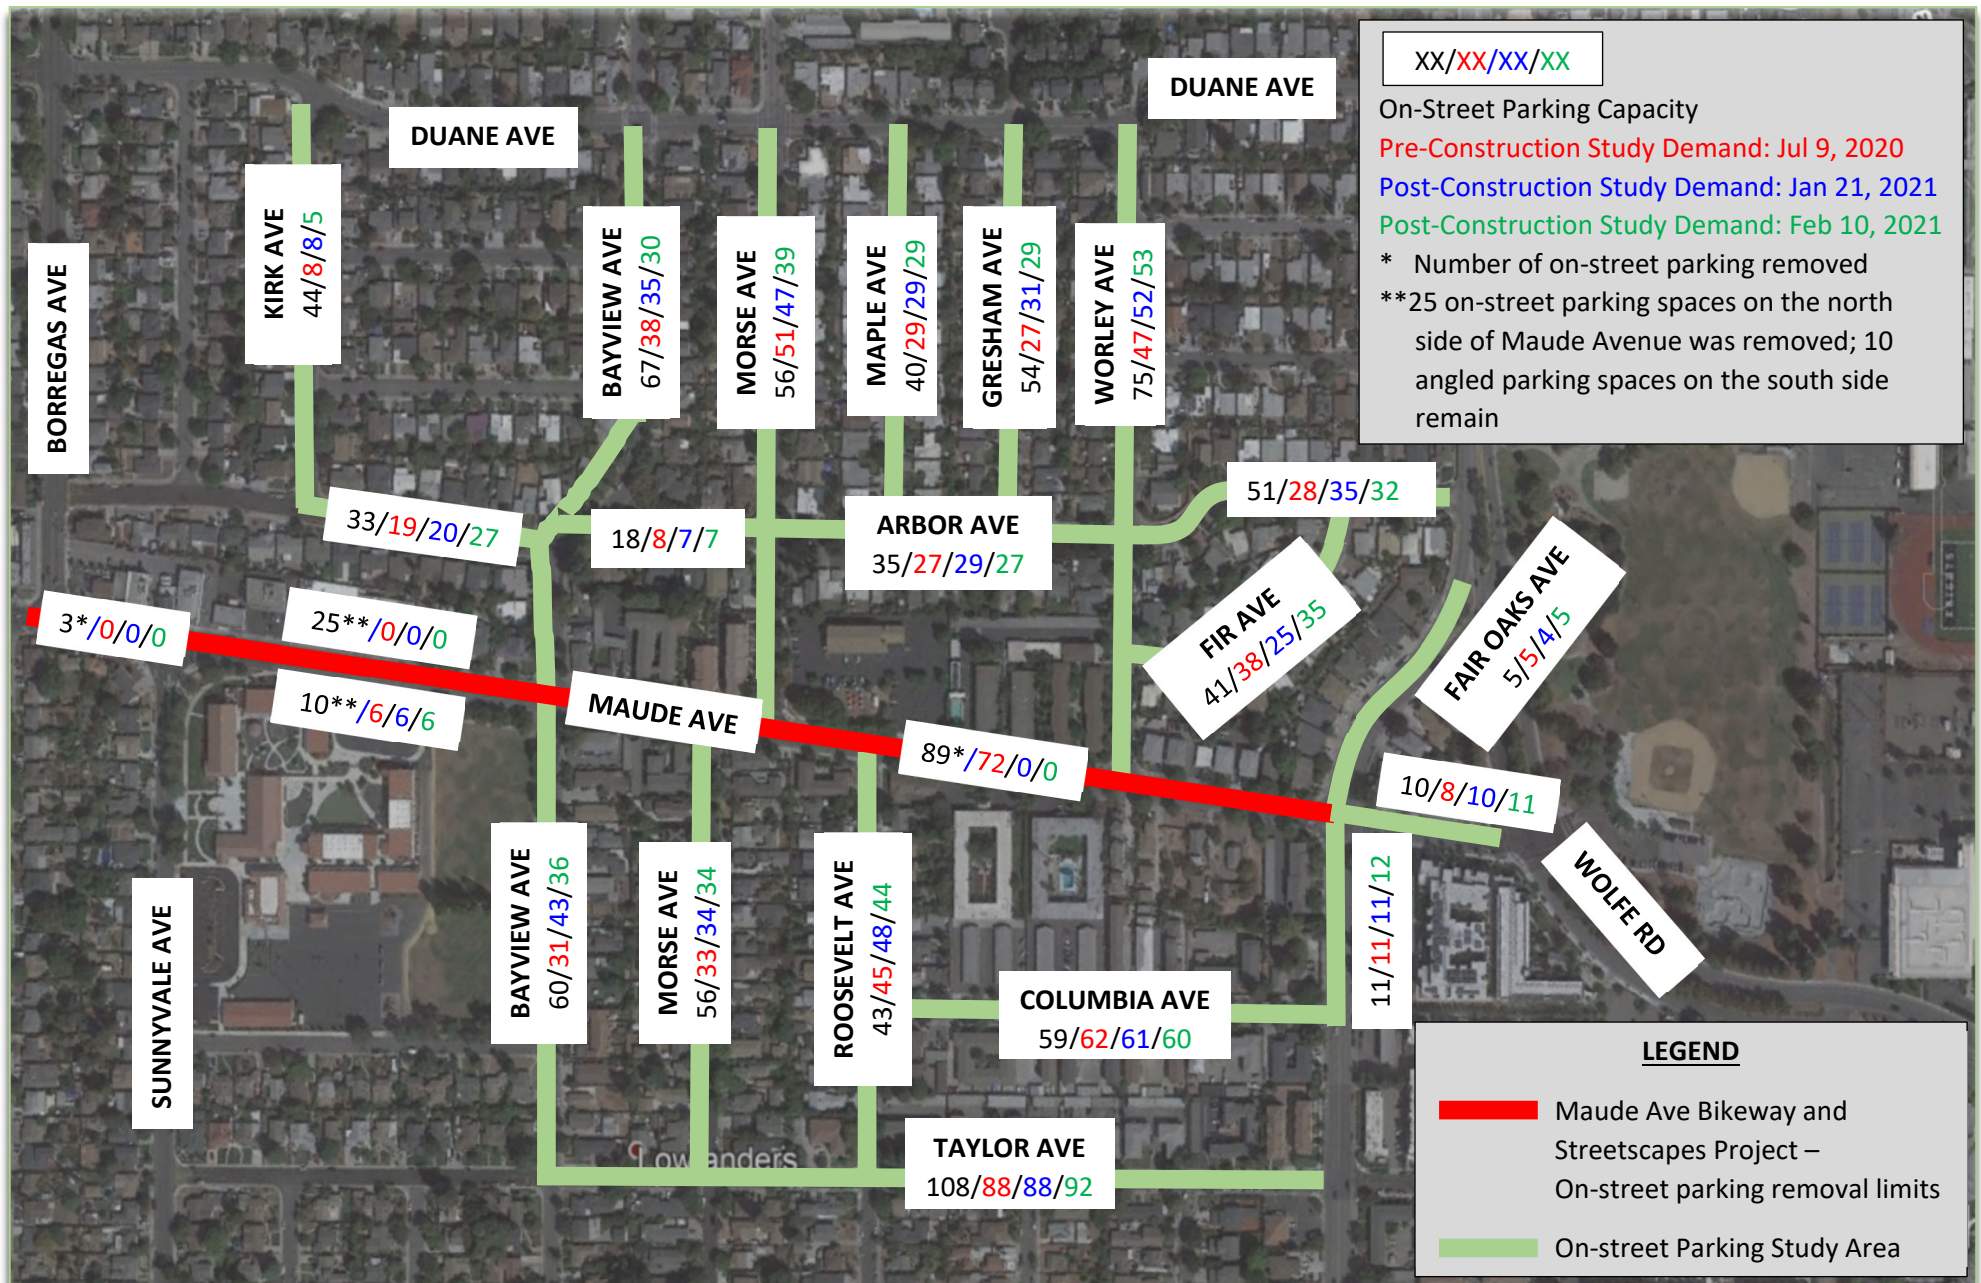 XX/XX/XX/XX
On-Street Parking Capacity
Pre-Construction Study Demand: Jul 9, 2020
Post-Construction Study Demand: Jan 21, 2021
Post-Construction Study Demand: Feb 10, 2021
* Number of on-street parking removed
**25 on-street parking spaces on the north
side of Maude Avenue was removed; 10
angled parking spaces on the south side
remain
DUANE AVE
DUANE AVE
BORREGAS AVE
KIRK AVE
44/8/8/5
BAYVIEW AVE
67/38/35/30
MORSE AVE
56/51/47/39
MAPLE AVE
40/29/29/29
GRESHAM AVE
54/27/31/29
WORLEY AVE
75/47/52/53
33/19/20/27
18/8/7/7
ARBOR AVE
35/27/29/27
51/28/35/32
FIR AVE
41/38/25/35
FAIR OAKS AVE
5/5/4/5
3*/0/0/0
25**/0/0/0
10**/6/6/6
MAUDE AVE
89*/72/0/0
10/8/10/11
WOLFE RD
SUNNYVALE AVE
BAYVIEW AVE
60/31/43/36
MORSE AVE
56/33/34/34
ROOSEVELT AVE
43/45/48/44
COLUMBIA AVE
59/62/61/60
11/11/11/12
Lowlanders
TAYLOR AVE
108/88/88/92
LEGEND
Maude Ave Bikeway and
Streetscapes Project –
On-street parking removal limits
On-street Parking Study Area